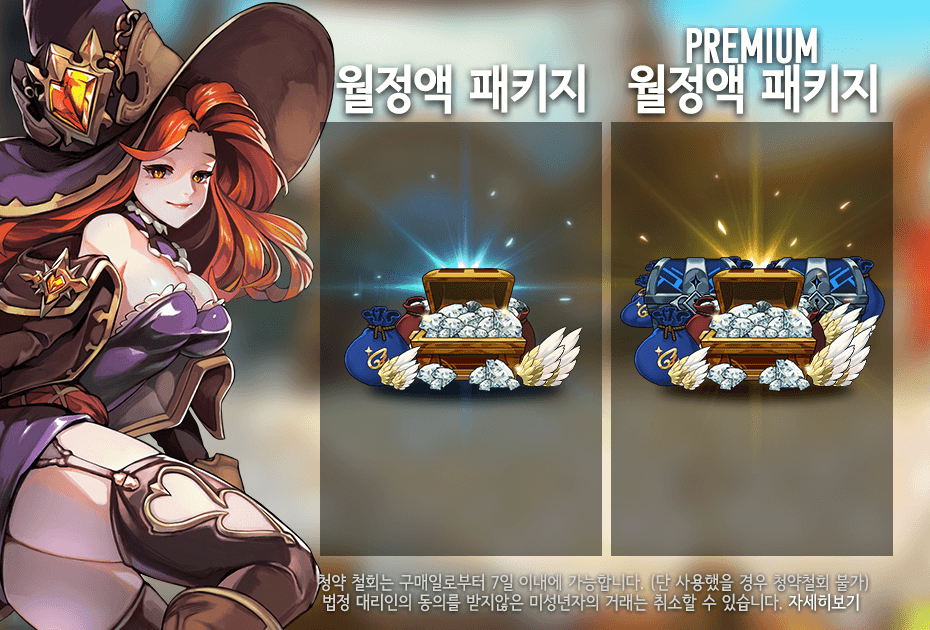 월정액 패키지
PREMIUM
월정액 패키지
청약 철회는 구매일로부터 7일 이내에 가능합니다. (단 사용했을 경우 청약철회 불가)
법정 대리인의 동의를 받지않은 미성년자의 거래는 취소할 수 있습니다. 자세히보기